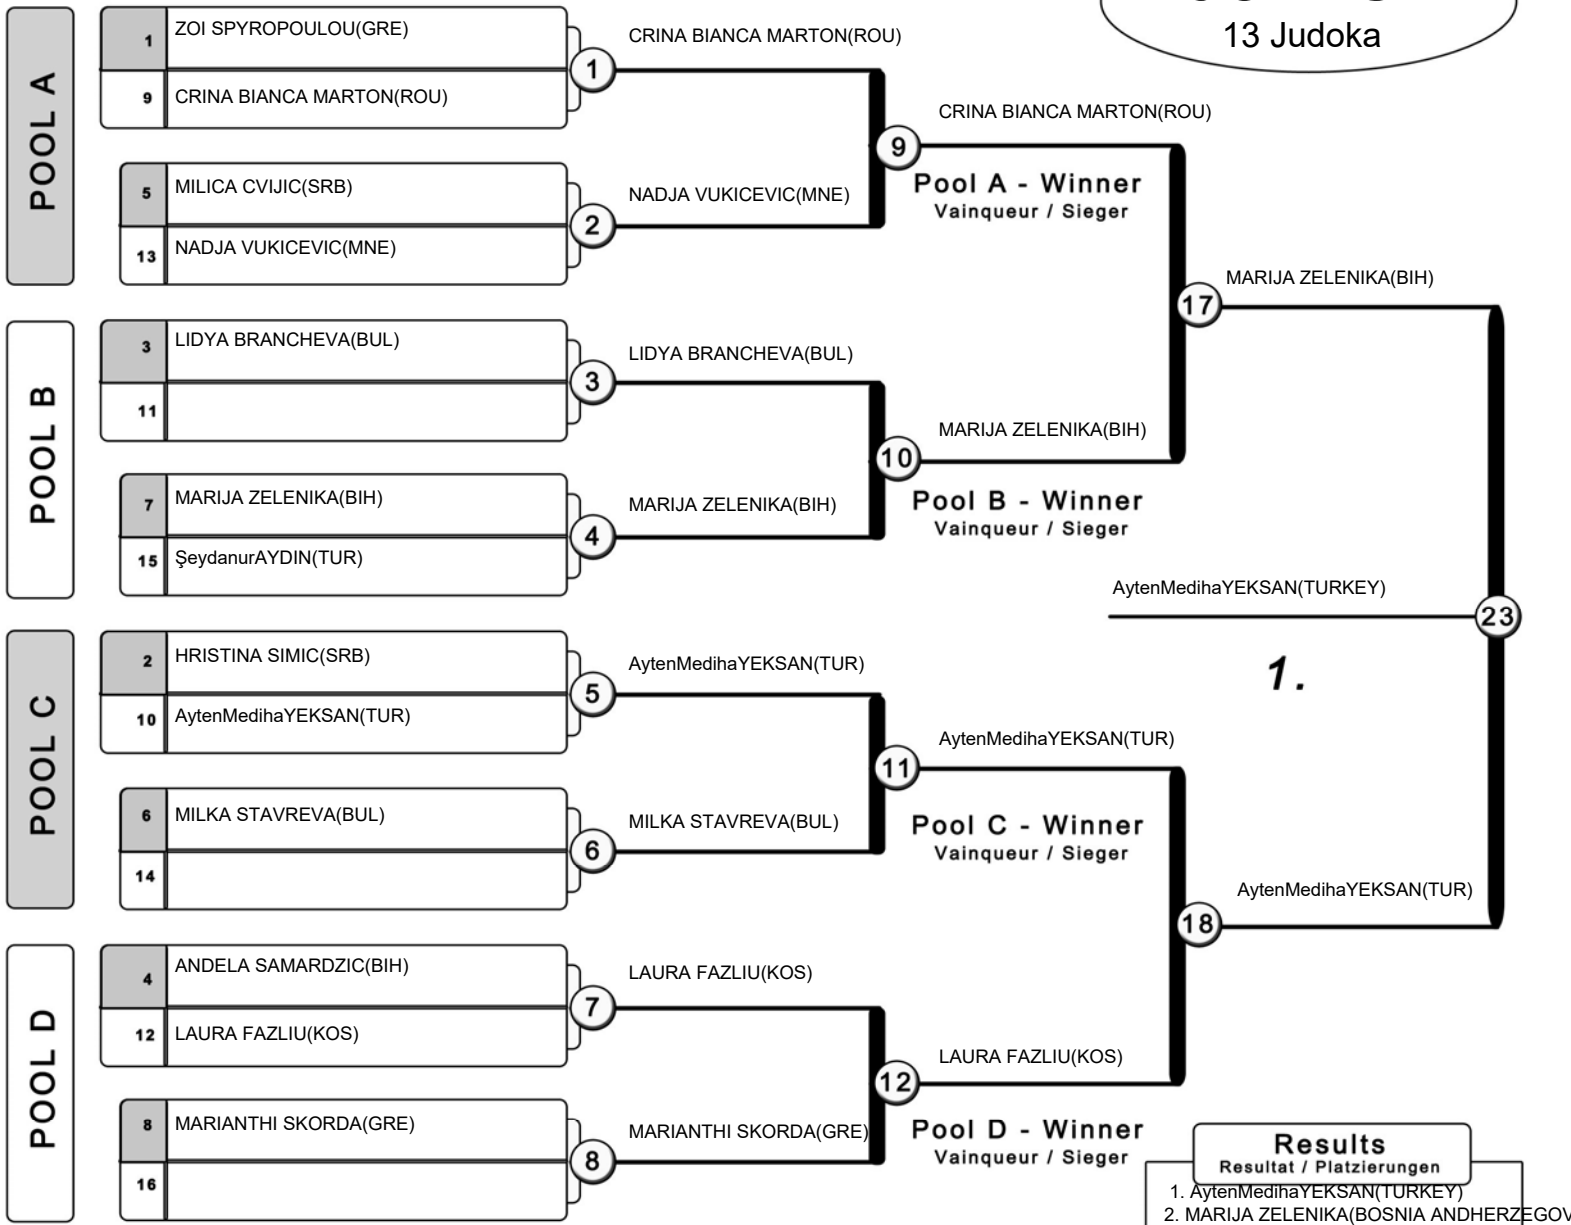 13 Judoka
POOL A
1 ZOI SPYROPOULOU(GRE)
9 CRINA BIANCA MARTON(ROU)
1
CRINA BIANCA MARTON(ROU)
5 MILICA CVIJIC(SRB)
13 NADJA VUKICEVIC(MNE)
2
NADJA VUKICEVIC(MNE)
9
CRINA BIANCA MARTON(ROU)
Pool A - Winner
Vainqueur / Sieger
POOL B
3 LIDYA BRANCHEVA(BUL)
11
3
LIDYA BRANCHEVA(BUL)
7 MARIJA ZELENIKA(BIH)
15 ŞeydanurAYDIN(TUR)
4
MARIJA ZELENIKA(BIH)
10
MARIJA ZELENIKA(BIH)
Pool B - Winner
Vainqueur / Sieger
17
MARIJA ZELENIKA(BIH)
POOL C
2 HRISTINA SIMIC(SRB)
10 AytenMedihaYEKSAN(TUR)
5
AytenMedihaYEKSAN(TUR)
6 MILKA STAVREVA(BUL)
14
6
MILKA STAVREVA(BUL)
11
AytenMedihaYEKSAN(TUR)
Pool C - Winner
Vainqueur / Sieger
POOL D
4 ANDELA SAMARDZIC(BIH)
12 LAURA FAZLIU(KOS)
7
LAURA FAZLIU(KOS)
8 MARIANTHI SKORDA(GRE)
16
8
MARIANTHI SKORDA(GRE)
12
LAURA FAZLIU(KOS)
Pool D - Winner
Vainqueur / Sieger
18
AytenMedihaYEKSAN(TUR)
AytenMedihaYEKSAN(TURKEY)
23
1.
Results
Resultat / Platzierungen
1. AytenMedihaYEKSAN(TURKEY)
2. MARIJA ZELENIKA(BOSNIA ANDHERZEGOV